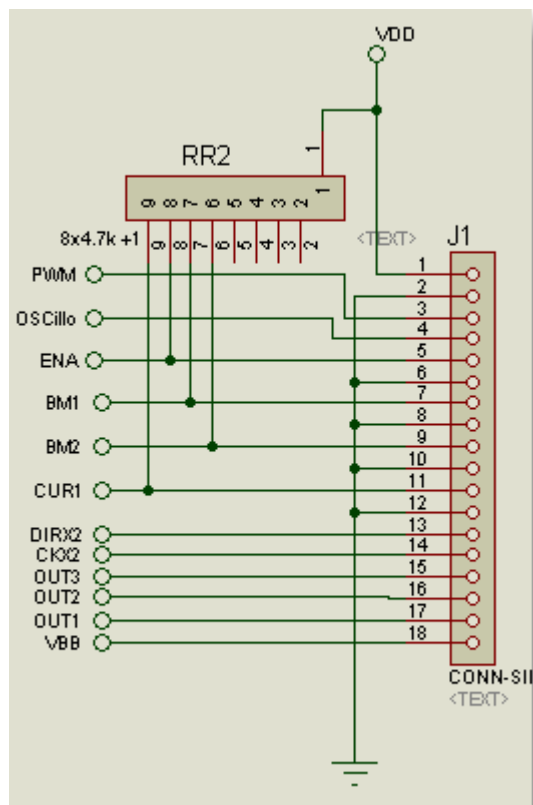 VDD
RR2
1
1
9 8 7 6 5 4 3 2
8x4.7k +1
9 8 7 6 5 4 3 2
<TEXT>
J1
PWM
OSCillo
ENA
BM1
BM2
CUR1
DIRX2
CKX2
OUT3
OUT2
OUT1
VBB
1
2
3
4
5
6
7
8
9
10
11
12
13
14
15
16
17
18
CONN-SI
<TEXT>